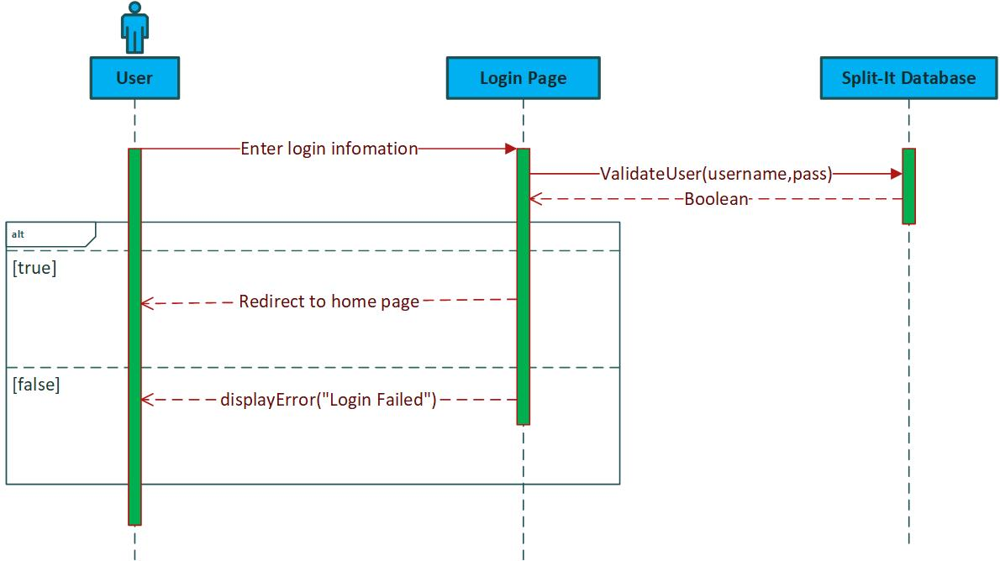 User
Login Page
Split-It Database
Enter login infomation
ValidateUser(username,pass)
Boolean
alt
[true]
Redirect to home page
[false]
displayError("Login Failed")